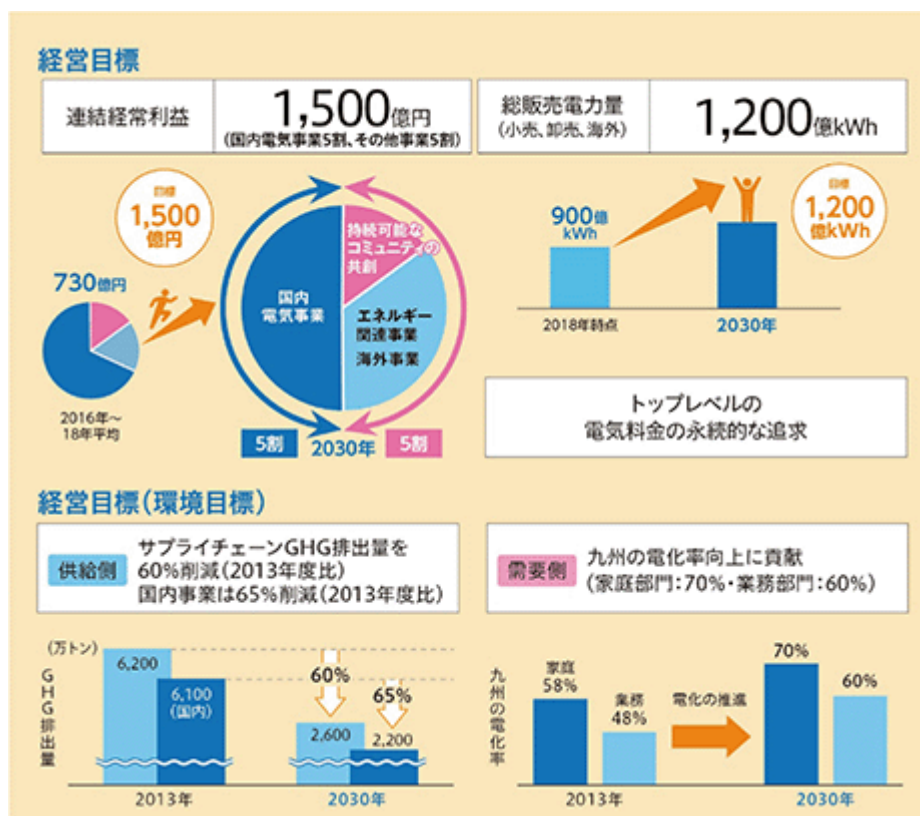 経営目標
連結経常利益
1,500億円
(国内電気事業5割、その他事業5割)
総販売電力量
(小売、卸売、海外)
1,200億kWh
目標
1,500
億円
730億円
2016年～
18年平均
国内
電気事業
持続可能な
コミュニティの
共創
エネルギー
関連事業
海外事業
5割
2030年
5割
900億
kWh
2018年時点
2030年
目標
1,200
億kWh
トップレベルの
電気料金の永続的な追求
経営目標(環境目標)
供給側
サプライチェーンGHG排出量を
60%削減(2013年度比)
国内事業は65%削減(2013年度比)
需要側
九州の電化率向上に貢献
(家庭部門:70%・業務部門:60%)
(万トン)
GHG排出量
6,200
6,100
(国内)
60%
65%
2,600
2,200
2013年
2030年
九州の電化率
家庭
58%
業務
48%
電化の推進
70%
60%
2013年
2030年